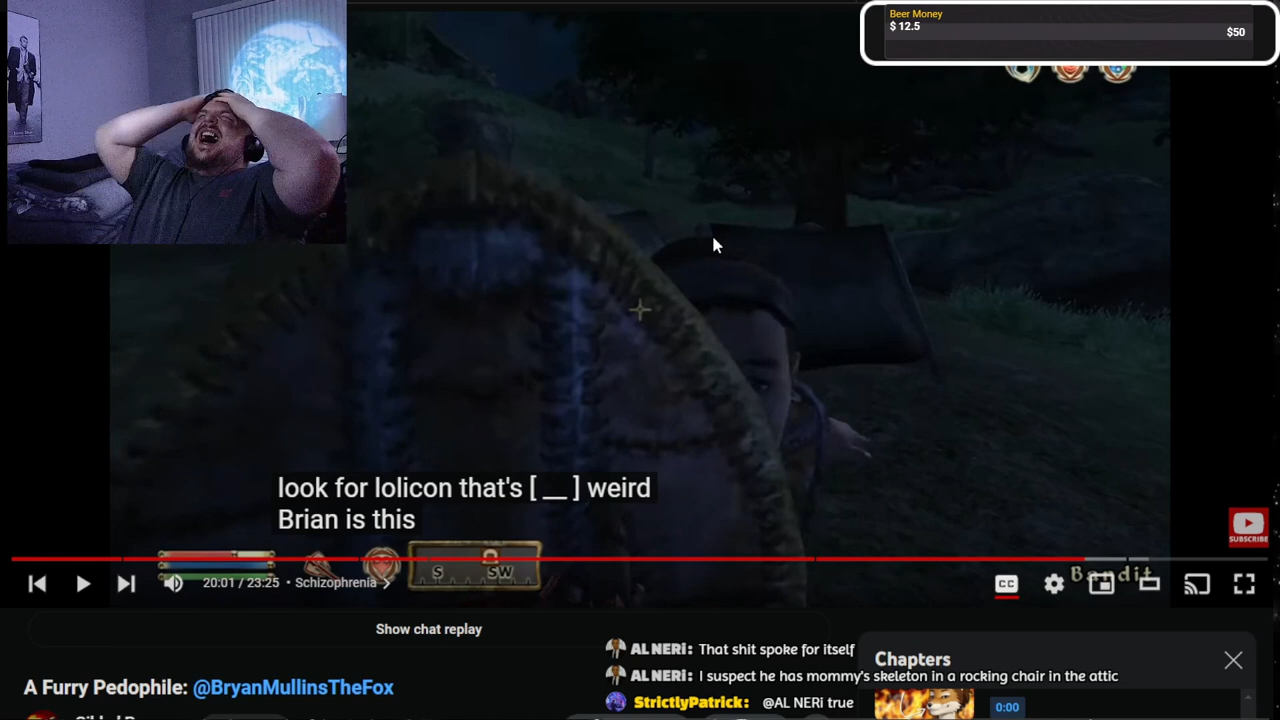 Beer Money
$ 12.5
$50
look for lolicon that's [ __ ] weird
Brian is this
SUBSCRIBE
S SW
20:01 / 23:25 • Schizophrenia
CC
Bandit
Show chat replay
AL NERI: That shit spoke for itself
Chapters
AL NERI: I suspect he has mommy's skeleton in a rocking chair in the attic
A Furry Pedophile: @BryanMullinsTheFox
StrictlyPatrick: @AL NERi true
0:00